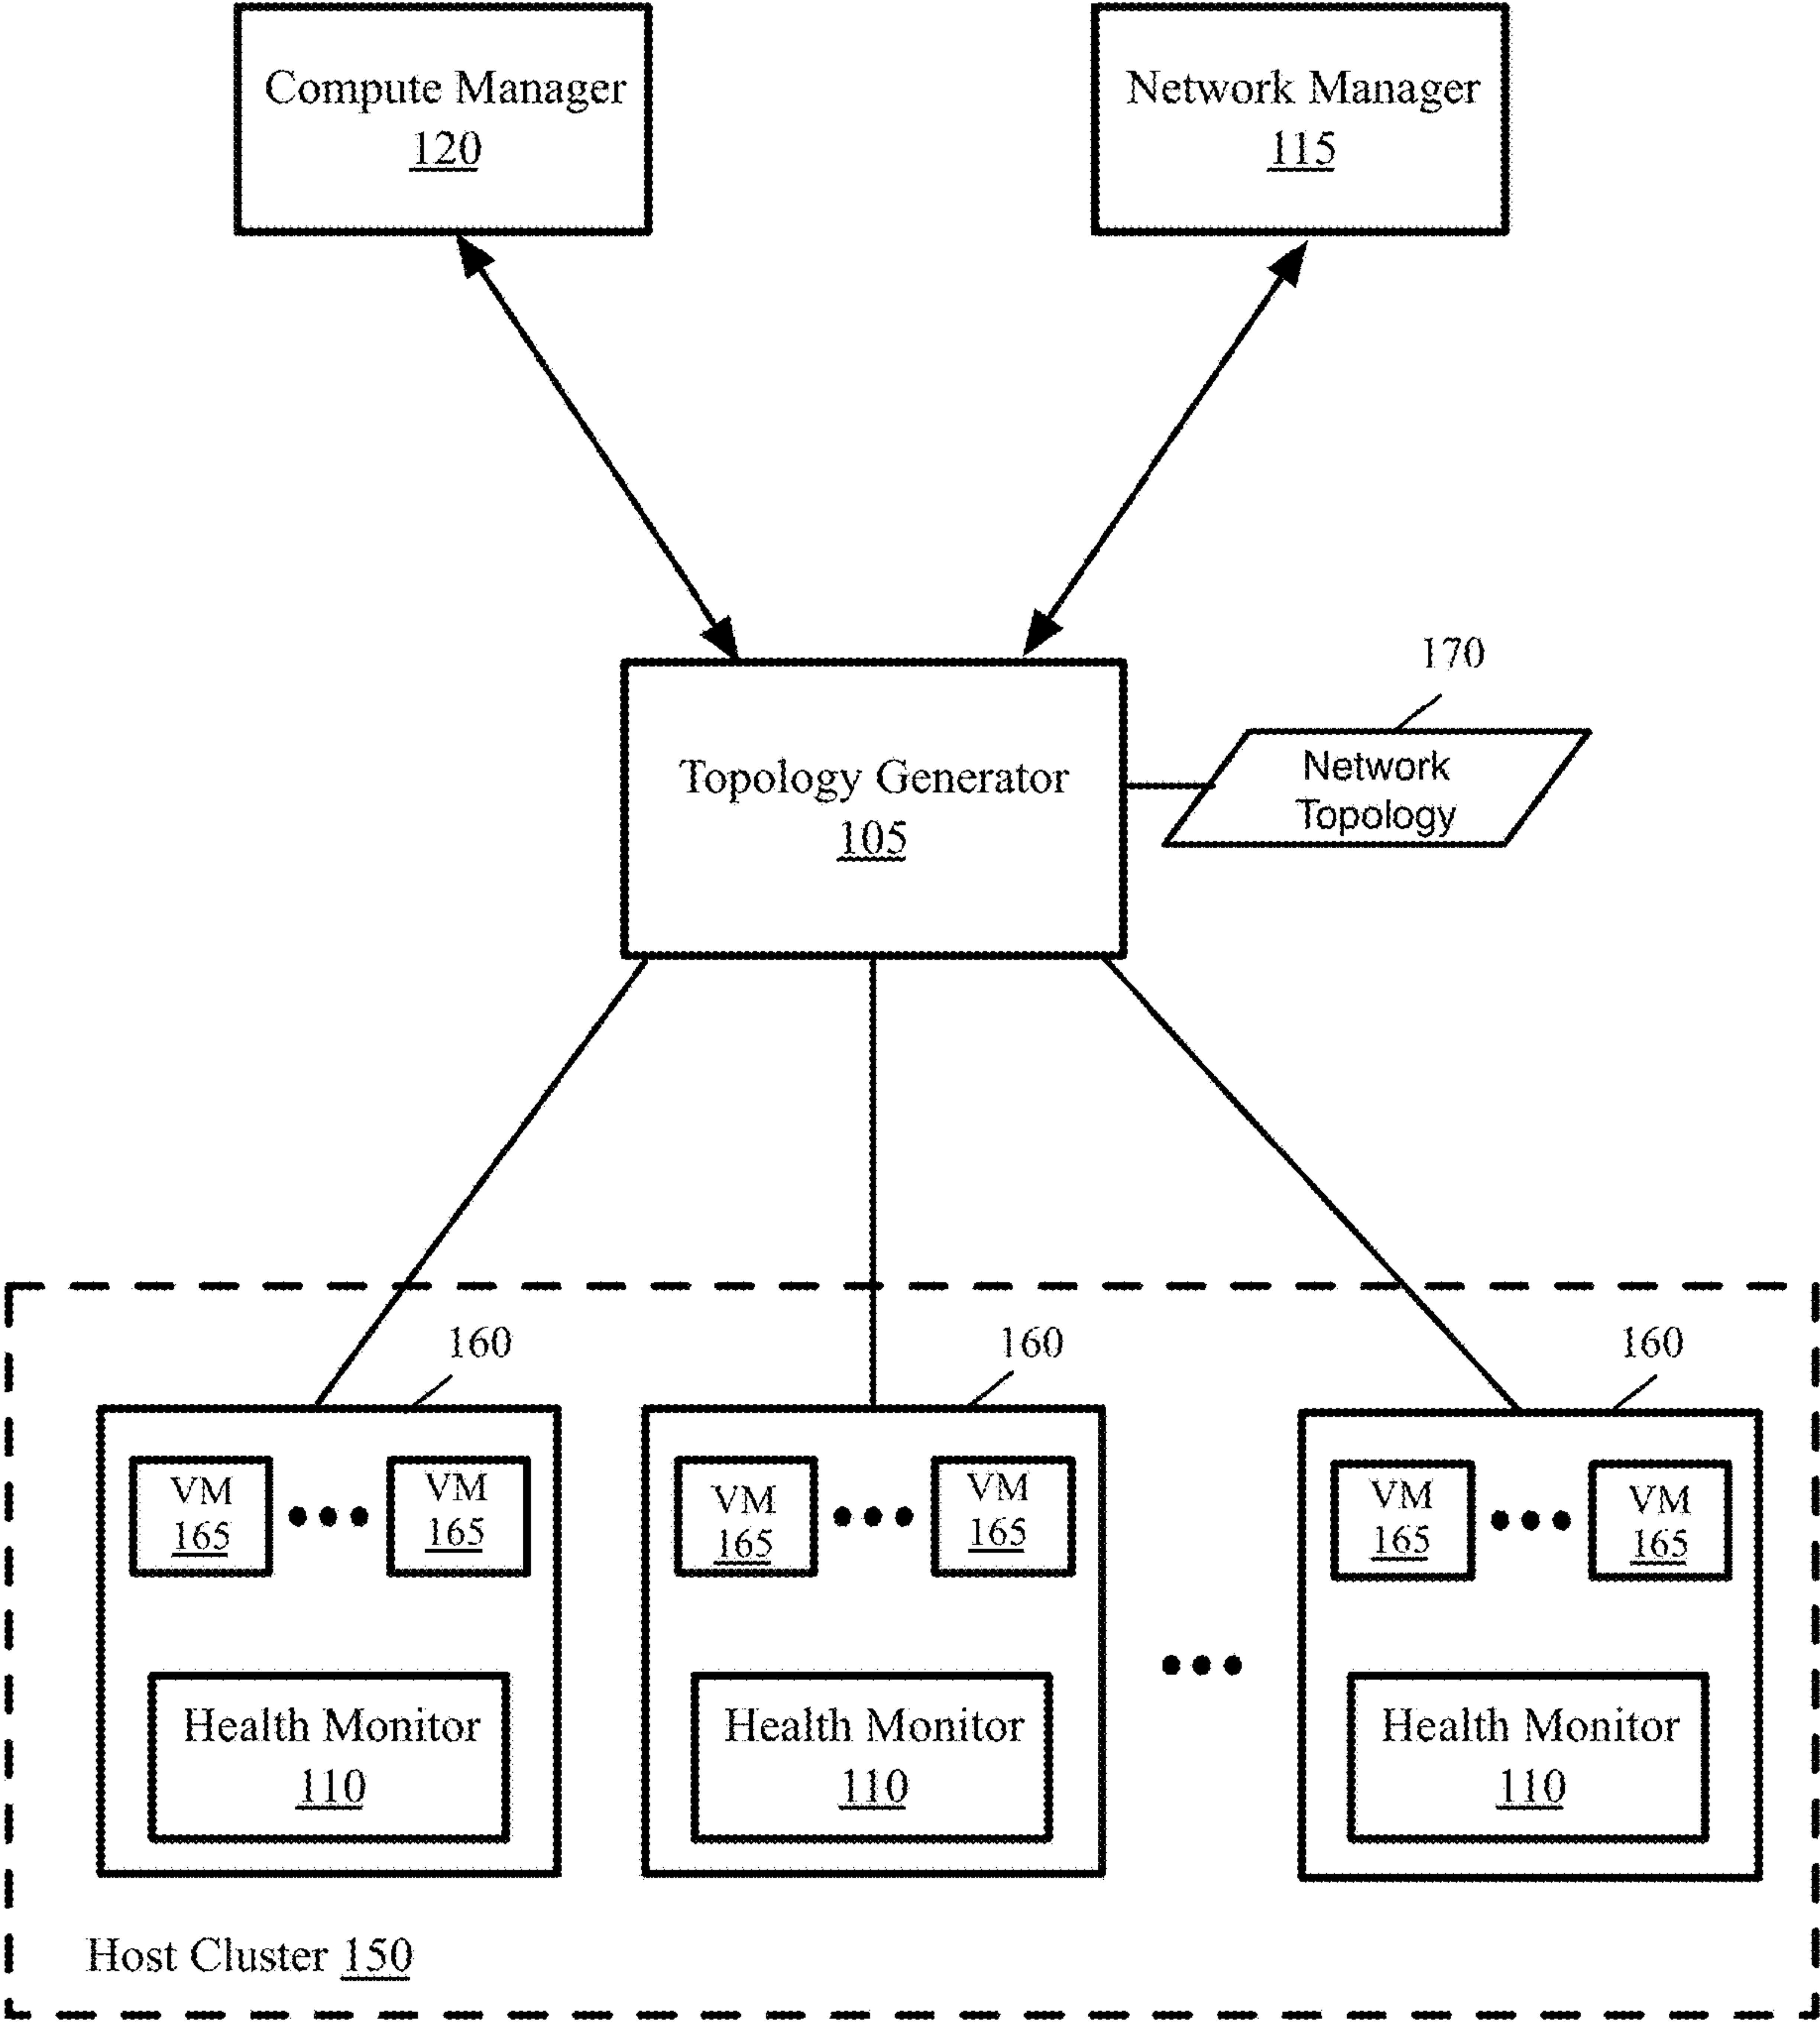 Compute Manager
120
Network Manager
115
170
Topology Generator
105
Network
Topology
160
160
160
VM
165
VM
165
VM
165
VM
165
VM
165
VM
165
Health Monitor
110
Health Monitor
110
Health Monitor
110
Host Cluster 150